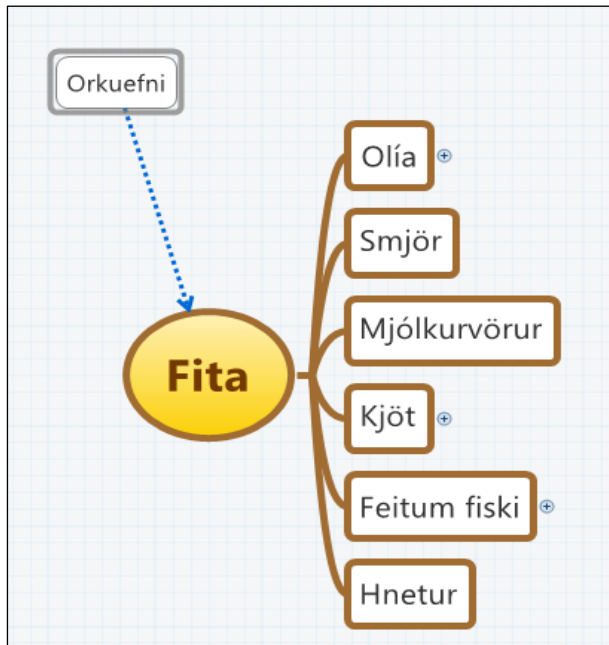 Orkuefni
Fita
Olía
Smjör
Mjólkurvörur
Kjöt
Feitum fiski
Hnetur